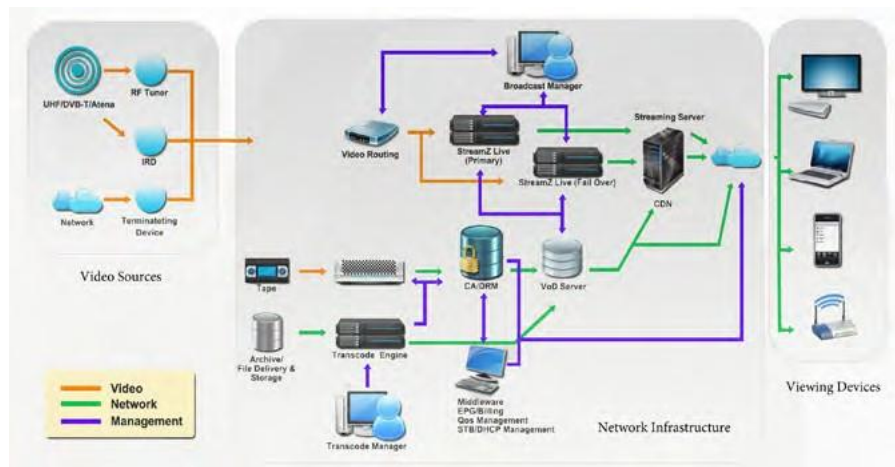 UHF/DVB-T/Atena
RF Tuner
IRD
Network
Terminateting
Device
Video Sources
Broadcast Manager
Video Routing
StreamZ Live
(Primary)
StreamZ Live (Fail Over)
Streaming Server
CDN
Tape
CA/DRM
VoD Server
Archive/
File Delivery &
Storage
Transcode Engine
Middleware
EPG/Billing
Qos Management
STB/DHCP Management
Transcode Manager
Network Infrastructure
Viewing Devices
Video
Network
Management